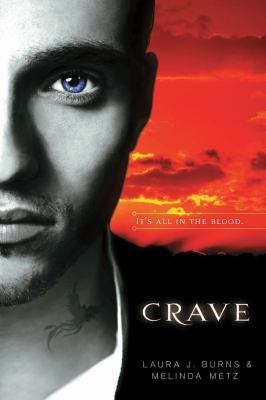 IT'S ALL IN THE BLOOD.
CRAVE
LAURA J. BURNS &
MELINDA METZ